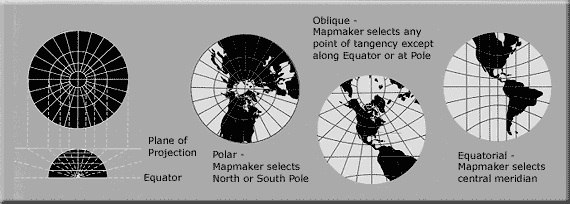 Plane of
Projection
Equator
Polar -
Mapmaker selects
North or South Pole
Oblique -
Mapmaker selects any
point of tangency except
along Equator or at Pole
Equatorial -
Mapmaker selects
central meridian